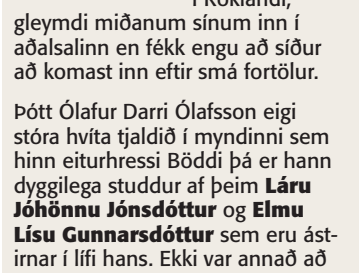 í Roklandi,
gleymdi miðanum sínum inn í
aðalsalinn en fékk engu að síður
að komast inn eftir smá fortölur.
Þótt Ólafur Darri Ólafsson eigi
stóra hvíta tjaldið í myndinni sem
hinn eiturhressi Böddi þá er hann
dyggilega studdur af þeim Láru
Jóhönnu Jónsdóttur og Elmu
Lísu Gunnarsdóttur sem eru ást-
irnar í lífi hans. Ekki var annað að